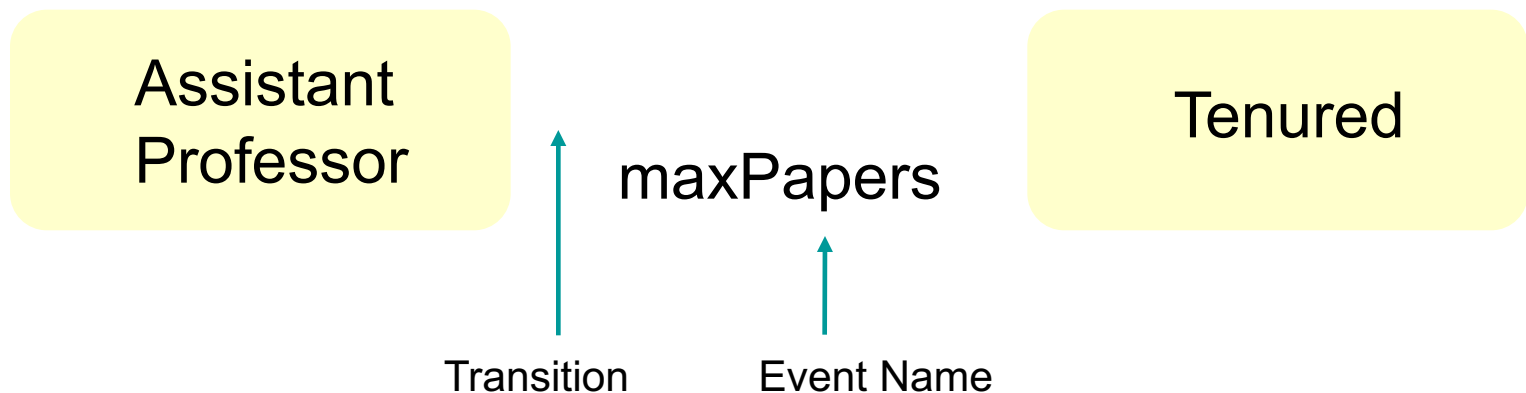 Assistant
Professor
maxPapers
Tenured
Transition
Event Name